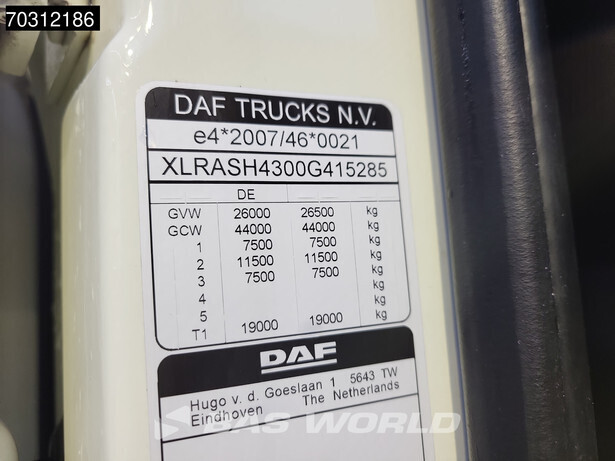 70312186
DAF TRUCKS N.V.
e4*2007/46*0021
XLRASH4300G415285
DE
GVW 26000 26500 kg
GCW 44000 44000 kg
1 7500 7500 kg
2 11500 11500 kg
3 7500 7500 kg
4 kg
5 kg
T1 19000 19000 kg
DAF
Hugo v. d. Goeslaan 1 5643 TW
Eindhoven The Netherlands
BAS WORLD